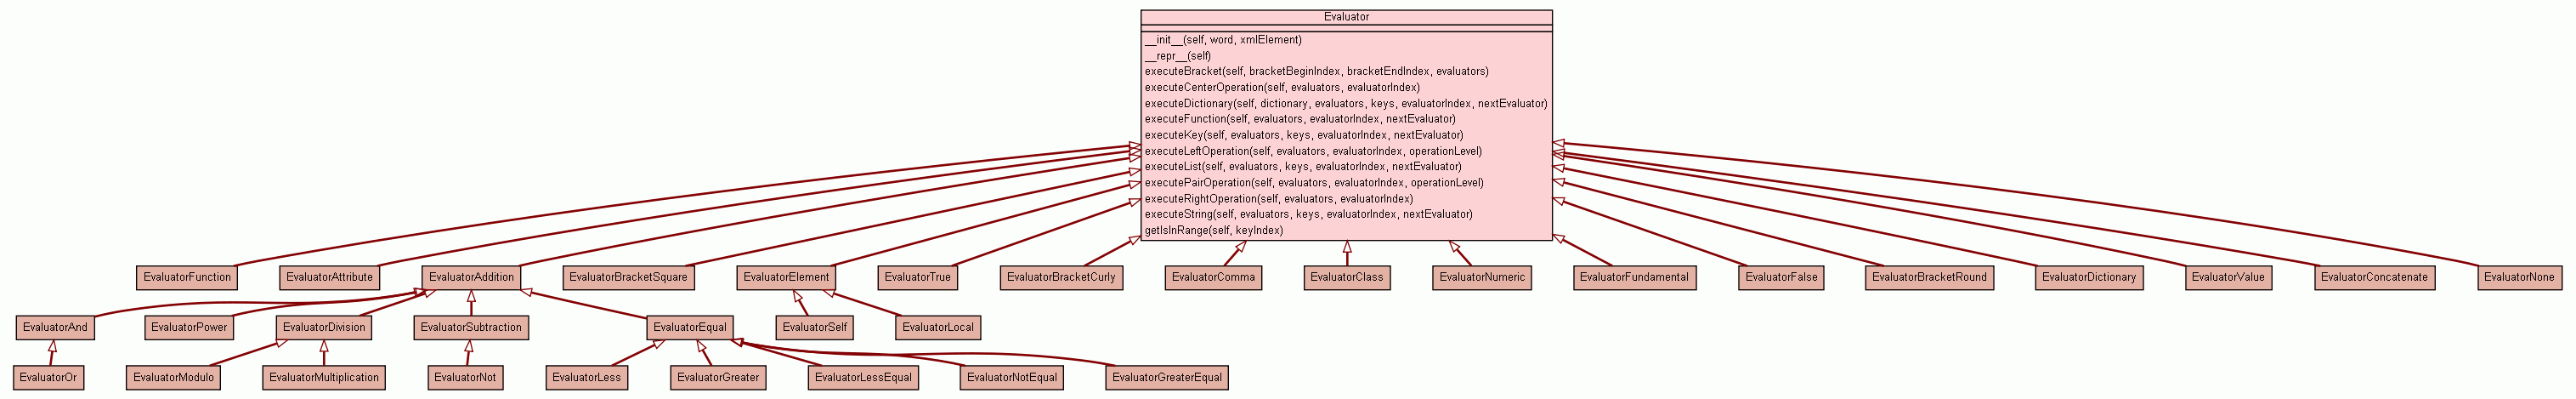 Evaluator
__init__(self, word, xmlElement)
__repr__(self)
executeBracket(self, bracketBeginIndex, bracketEndIndex, evaluators)
executeCenterOperation(self, evaluators, evaluatorIndex)
executeDictionary(self, dictionary, evaluators, keys, evaluatorIndex, nextEvaluator)
executeFunction(self, evaluators, evaluatorIndex, nextEvaluator)
executeKey(self, evaluators, keys, evaluatorIndex, nextEvaluator)
executeLeftOperation(self, evaluators, evaluatorIndex, operationLevel)
executeList(self, evaluators, keys, evaluatorIndex, nextEvaluator)
executePairOperation(self, evaluators, evaluatorIndex, operationLevel)
executeRightOperation(self, evaluators, evaluatorIndex)
executeString(self, evaluators, keys, evaluatorIndex, nextEvaluator)
getIsInRange(self, keyIndex)
EvaluatorFunction
EvaluatorAttribute
EvaluatorAddition
EvaluatorBracketSquare
EvaluatorElement
EvaluatorTrue
EvaluatorBracketCurly
EvaluatorComma
EvaluatorClass
EvaluatorNumeric
EvaluatorFundamental
EvaluatorFalse
EvaluatorBracketRound
EvaluatorDictionary
EvaluatorValue
EvaluatorConcatenate
EvaluatorNone
EvaluatorAnd
EvaluatorPower
EvaluatorDivision
EvaluatorSubtraction
EvaluatorEqual
EvaluatorSelf
EvaluatorLocal
EvaluatorOr
EvaluatorModulo
EvaluatorMultiplication
EvaluatorNot
EvaluatorLess
EvaluatorGreater
EvaluatorLessEqual
EvaluatorNotEqual
EvaluatorGreaterEqual